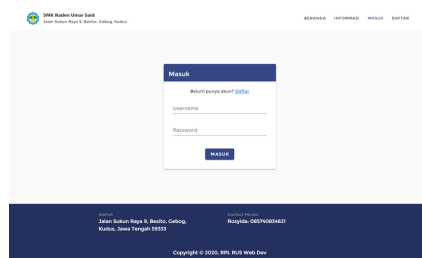 SMK Raden Umar Said
Jalan Sukun Raya 9, Besito, Gebog, Kudus
BERANDA INFORMASI MASUK DAFTAR
Masuk
Belum punya akun? Daftar
Username
Password
MASUK
Alamat
Jalan Sukun Raya 9, Besito, Gebog,
Kudus, Jawa Tengah 59333
Contact Person
Rosyida: 085740834621
Copyright © 2020, RPL RUS Web Dev